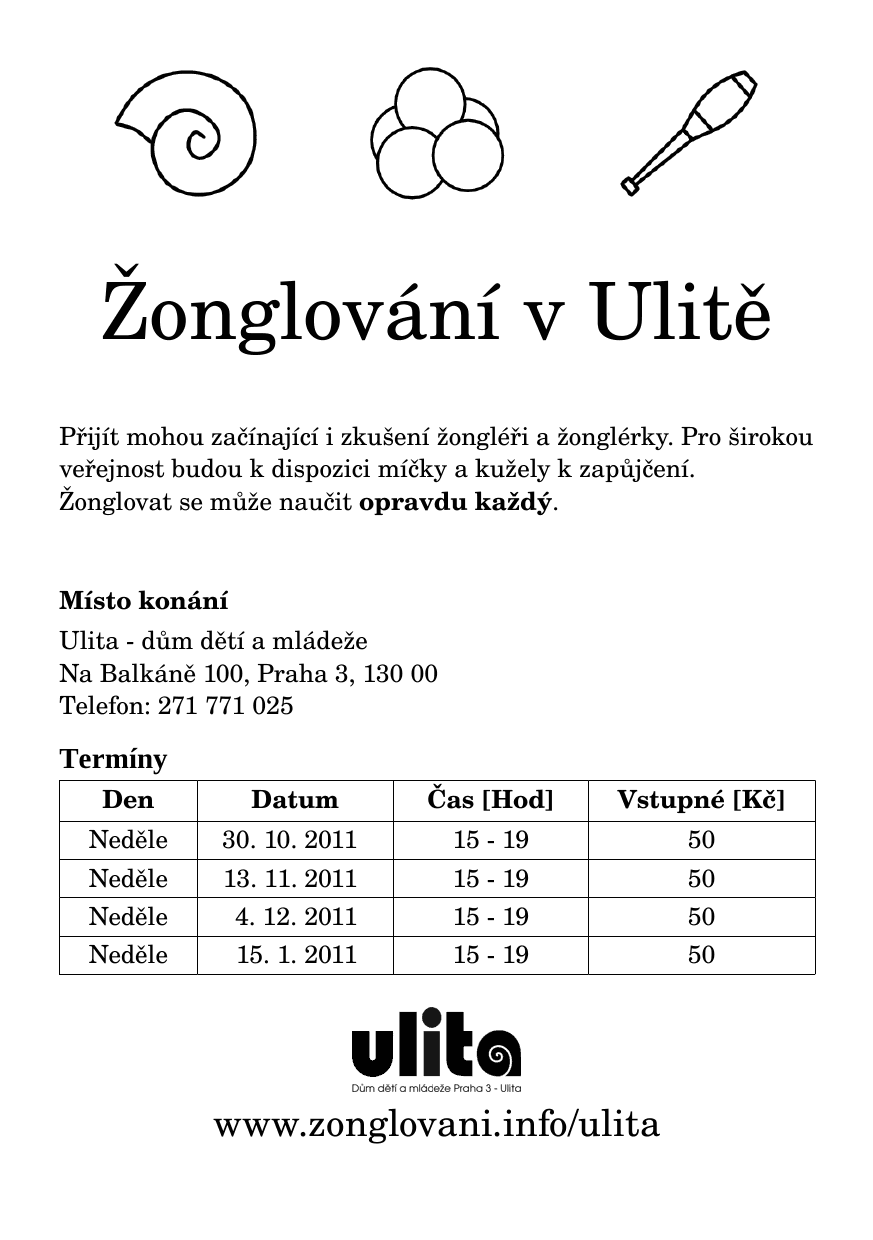 Žonglování v Ulitě
Přijít mohou začínající i zkušení žongléři a žonglérky. Pro širokou
veřejnost budou k dispozici míčky a kužely k zapůjčení.
Žonglovat se může naučit opravdu každý.
Místo konání
Ulita - dům dětí a mládeže
Na Balkáně 100, Praha 3, 130 00
Telefon: 271 771 025
Termíny
Den Datum Čas [Hod] Vstupné [Kč]
Neděle 30. 10. 2011 15 - 19 50
Neděle 13. 11. 2011 15 - 19 50
Neděle 4. 12. 2011 15 - 19 50
Neděle 15. 1. 2011 15 - 19 50
ulita
Dům dětí a mládeže Praha 3 - Ulita
www.zonglovani.info/ulita